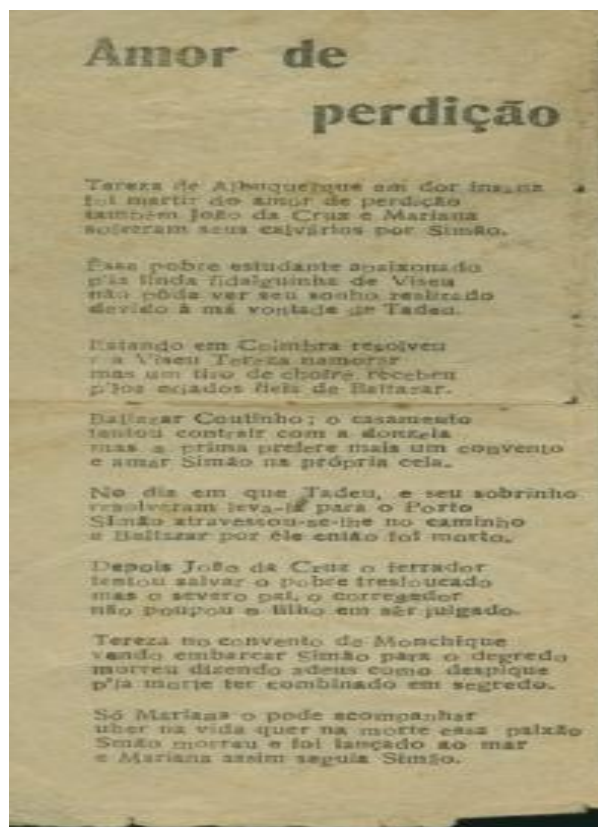 Amor de
perdição
Tereza de Albuquerque em dor insana
foi martir do amor de perdição
também João da Cruz e Mariana
sofreram seus calvários por Simão.
Êsse pobre estudante apaixonado
p'la linda fidalguinha de Viseu
não pôde ver seu sonho realizado
devido à má vontade de Tadeu.
Estando em Coimbra resolveu
ir a Viseu Tereza namorar
mas um tiro de chofre recebeu
p'los criados fieis de Baltazar.
Baltazar Coutinho; o casamento
tentou contrair com a donzela
mas a prima prefere mais um convento
e amar Simão na própria cela.
No dia em que Tadeu, e seu sobrinho
resolveram leva-la para o Porto
Simão atravessou-se-lhe no caminho
e Baltazar por êle então foi morto.
Depois João da Cruz o ferrador
tentou salvar o pobre tresloucado
mas o severo pai, o corregedor
não poupou o filho em sêr julgado.
Tereza no convento de Monchique
vendo embarcar Simão para o degredo
morreu dizendo adeus como despique
p'la morte ter combinado em segredo.
Só Mariana o pode acompanhar
quer na vida quer na morte essa paixão
Simão morreu e foi lançado ao mar
e Mariana assim seguiu Simão.